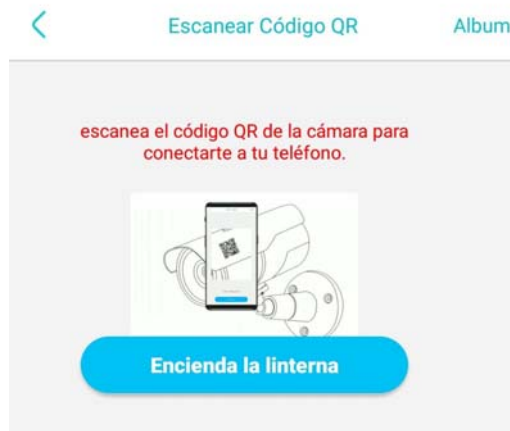 Escanear Código QR
Album
escanea el código QR de la cámara para
conectarte a tu teléfono.
Encienda la linterna